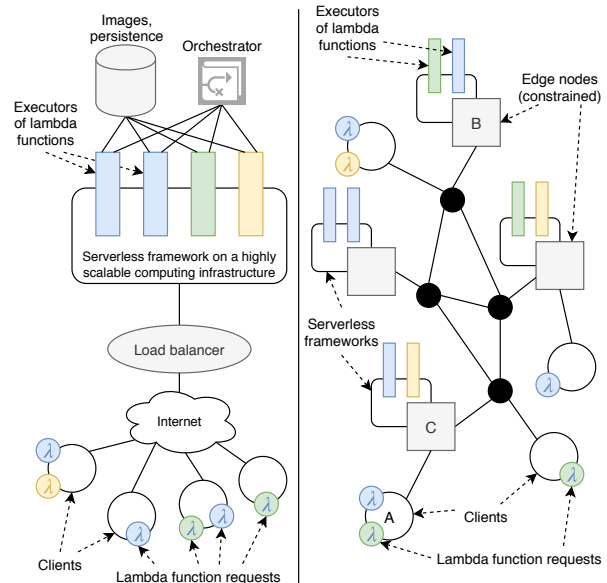 Images,
persistence
Orchestrator
Executors
of lambda
functions
Serverless framework on a highly
scalable computing infrastructure
Load balancer
Internet
λ
λ
λ
λ
λ
λ
Clients
Lambda function requests
Executors
of lambda
functions
Edge nodes
(constrained)
B
λ
λ
Serverless
frameworks
λ
C
λ
A
λ
λ
Clients
Lambda function requests